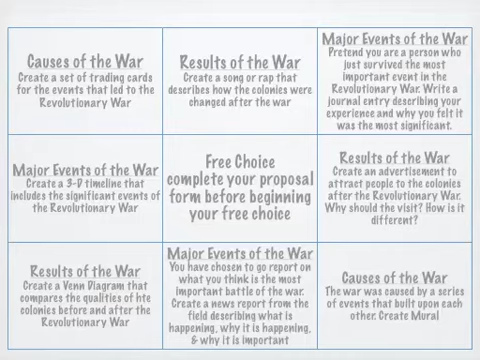 Causes of the War
Create a set of trading cards
for the events that led to the
Revolutionary War
Results of the War
Create a song or rap that
describes how the colonies were
changed after the war
Major Events of the War
Pretend you are a person who
just survived the most
important event in the
Revolutionary War. Write a
journal entry describing your
experience and why you felt it
was the most significant.
Major Events of the War
Create a 3-D timeline that
includes the significant events of
the Revolutionary War
Free Choice
complete your proposal
form before beginning
your free choice
Results of the War
Create an advertisement to
attract people to the colonies
after the Revolutionary War.
Why should the visit? How is it
different?
Results of the War
Create a Venn Diagram that
compares the qualities of hte
colonies before and after the
Revolutionary War
Major Events of the War
You have chosen to go report on
what you think is the most
important battle of the war.
Create a news report from the
field describing what is
happening, why it is happening,
& why it is important
Causes of the War
The war was caused by a series
of events that built upon each
other. Create Mural